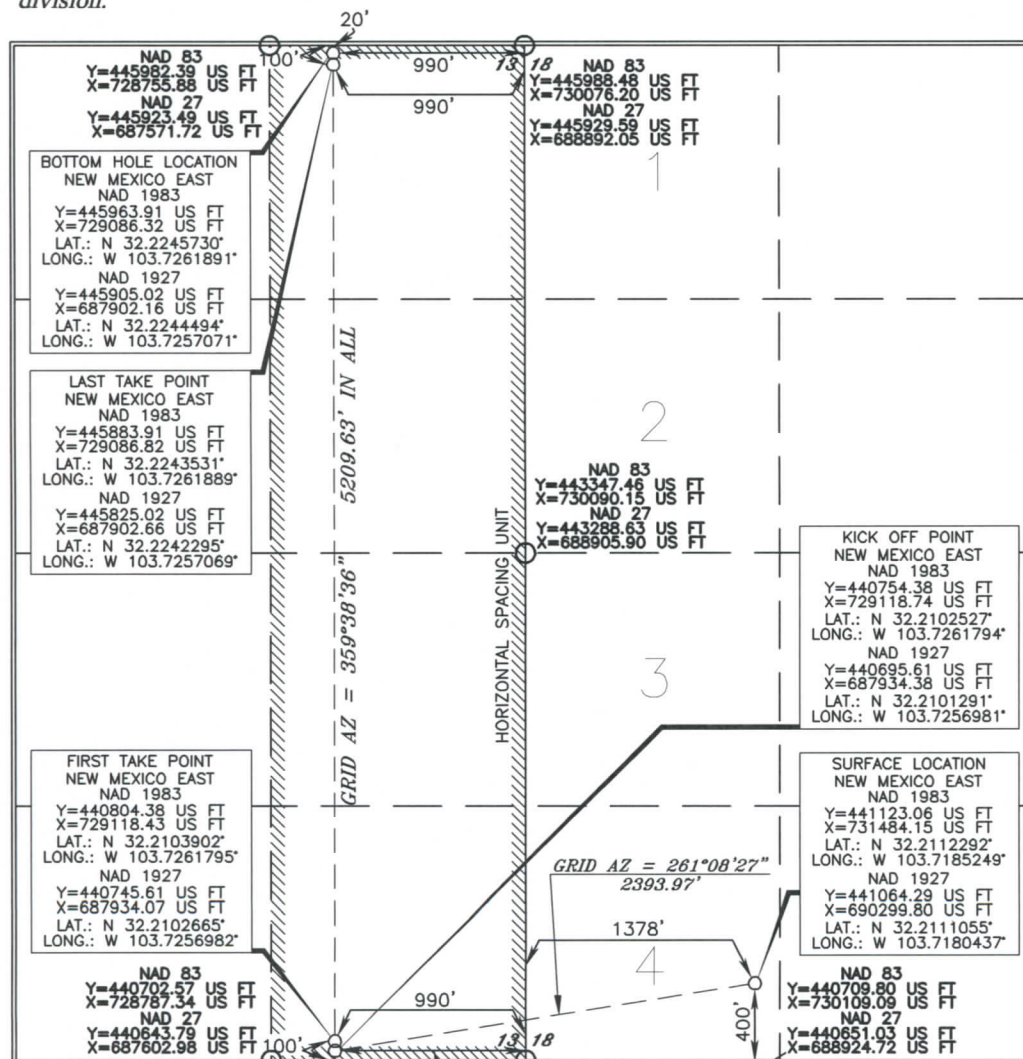 division.
20'
100'
990'
13 18
990'
NAD 83
Y=445982.39 US FT
X=728755.88 US FT
NAD 27
Y=445923.49 US FT
X=687571.72 US FT
NAD 83
Y=445988.48 US FT
X=730076.20 US FT
NAD 27
Y=445929.59 US FT
X=688892.05 US FT
1
BOTTOM HOLE LOCATION
NEW MEXICO EAST
NAD 1983
Y=445963.91 US FT
X=729086.32 US FT
LAT.: N 32.2245730°
LONG.: W 103.7261891°
NAD 1927
Y=445905.02 US FT
X=687902.16 US FT
LAT.: N 32.2244494°
LONG.: W 103.7257071°
LAST TAKE POINT
NEW MEXICO EAST
NAD 1983
Y=445883.91 US FT
X=729086.82 US FT
LAT.: N 32.2243531°
LONG.: W 103.7261889°
NAD 1927
Y=445825.02 US FT
X=687902.66 US FT
LAT.: N 32.2242295°
LONG.: W 103.7257069°
GRID AZ = 359°38'36" 5209.63' IN ALL
HORIZONTAL SPACING UNIT
2
NAD 83
Y=443347.46 US FT
X=730090.15 US FT
NAD 27
Y=443288.63 US FT
X=688905.90 US FT
KICK OFF POINT
NEW MEXICO EAST
NAD 1983
Y=440754.38 US FT
X=729118.74 US FT
LAT.: N 32.2102527°
LONG.: W 103.7261794°
NAD 1927
Y=440695.61 US FT
X=687934.38 US FT
LAT.: N 32.2101291°
LONG.: W 103.7256981°
3
FIRST TAKE POINT
NEW MEXICO EAST
NAD 1983
Y=440804.38 US FT
X=729118.43 US FT
LAT.: N 32.2103902°
LONG.: W 103.7261795°
NAD 1927
Y=440745.61 US FT
X=687934.07 US FT
LAT.: N 32.2102665°
LONG.: W 103.7256982°
SURFACE LOCATION
NEW MEXICO EAST
NAD 1983
Y=441123.06 US FT
X=731484.15 US FT
LAT.: N 32.2112292°
LONG.: W 103.7185249°
NAD 1927
Y=441064.29 US FT
X=690299.80 US FT
LAT.: N 32.2111055°
LONG.: W 103.7180437°
GRID AZ = 261°08'27"
2393.97'
1378'
4
400'
NAD 83
Y=440702.57 US FT
X=728787.34 US FT
NAD 27
Y=440643.79 US FT
X=687602.98 US FT
100'
990'
13 18
NAD 83
Y=440709.80 US FT
X=730109.09 US FT
NAD 27
Y=440651.03 US FT
X=688924.72 US FT